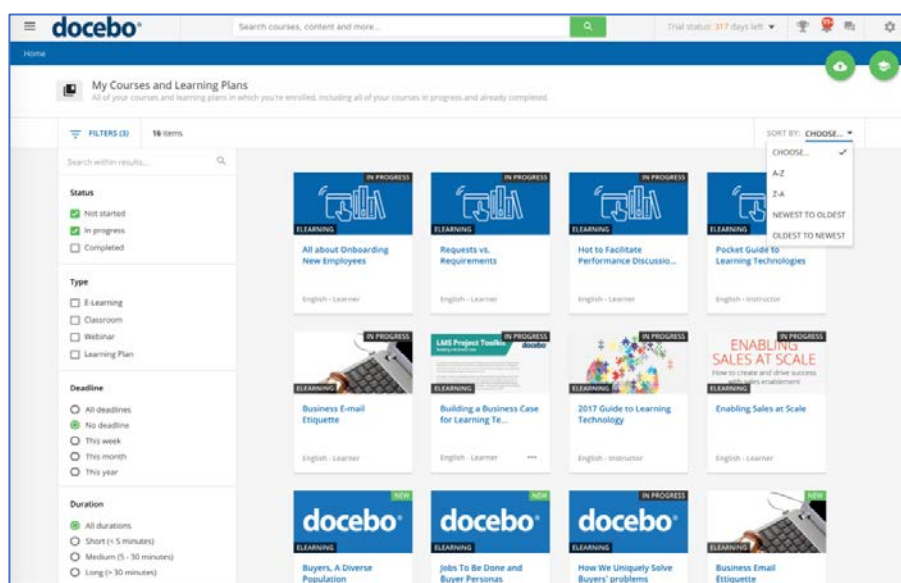 docebo®
Search courses, content and more...
Trial status: 317 days left
99+
Home
My Courses and Learning Plans
All of your courses and learning plans in which you're enrolled, including all of your courses in progress and already completed.
FILTERS (3)
16 items
SORT BY: CHOOSE...
CHOOSE...
A-Z
Z-A
NEWEST TO OLDEST
OLDEST TO NEWEST
Search within results...
Status
Not started
In progress
Completed
Type
E-Learning
Classroom
Webinar
Learning Plan
Deadline
All deadlines
No deadline
This week
This month
This year
Duration
All durations
Short (< 5 minutes)
Medium (5 - 30 minutes)
Long (> 30 minutes)
IN PROGRESS
ELEARNING
All about Onboarding
New Employees
English - Learner
IN PROGRESS
ELEARNING
Requests vs.
Requirements
English - Learner
IN PROGRESS
ELEARNING
Hot to Facilitate
Performance Discussio...
English - Learner
ELEARNING
Pocket Guide to
Learning Technologies
English - Instructor
IN PROGRESS
ELEARNING
Business E-mail
Etiquette
English - Learner
IN PROGRESS
LMS Project Toolkit
docebo
ELEARNING
Building a Business Case
for Learning Te...
English - Learner
IN PROGRESS
ELEARNING
2017 Guide to Learning
Technology
English - Instructor
IN PROGRESS
ENABLING
SALES AT SCALE
How to create and drive success
with sales enablement
ELEARNING
Enabling Sales at Scale
English - Learner
NEW
docebo®
ELEARNING
Buyers, A Diverse
Population
NEW
docebo®
ELEARNING
Jobs To Be Done and
Buyer Personas
IN PROGRESS
docebo®
ELEARNING
How We Uniquely Solve
Buyers' problems
NEW
ELEARNING
Business Email
Ettiquette